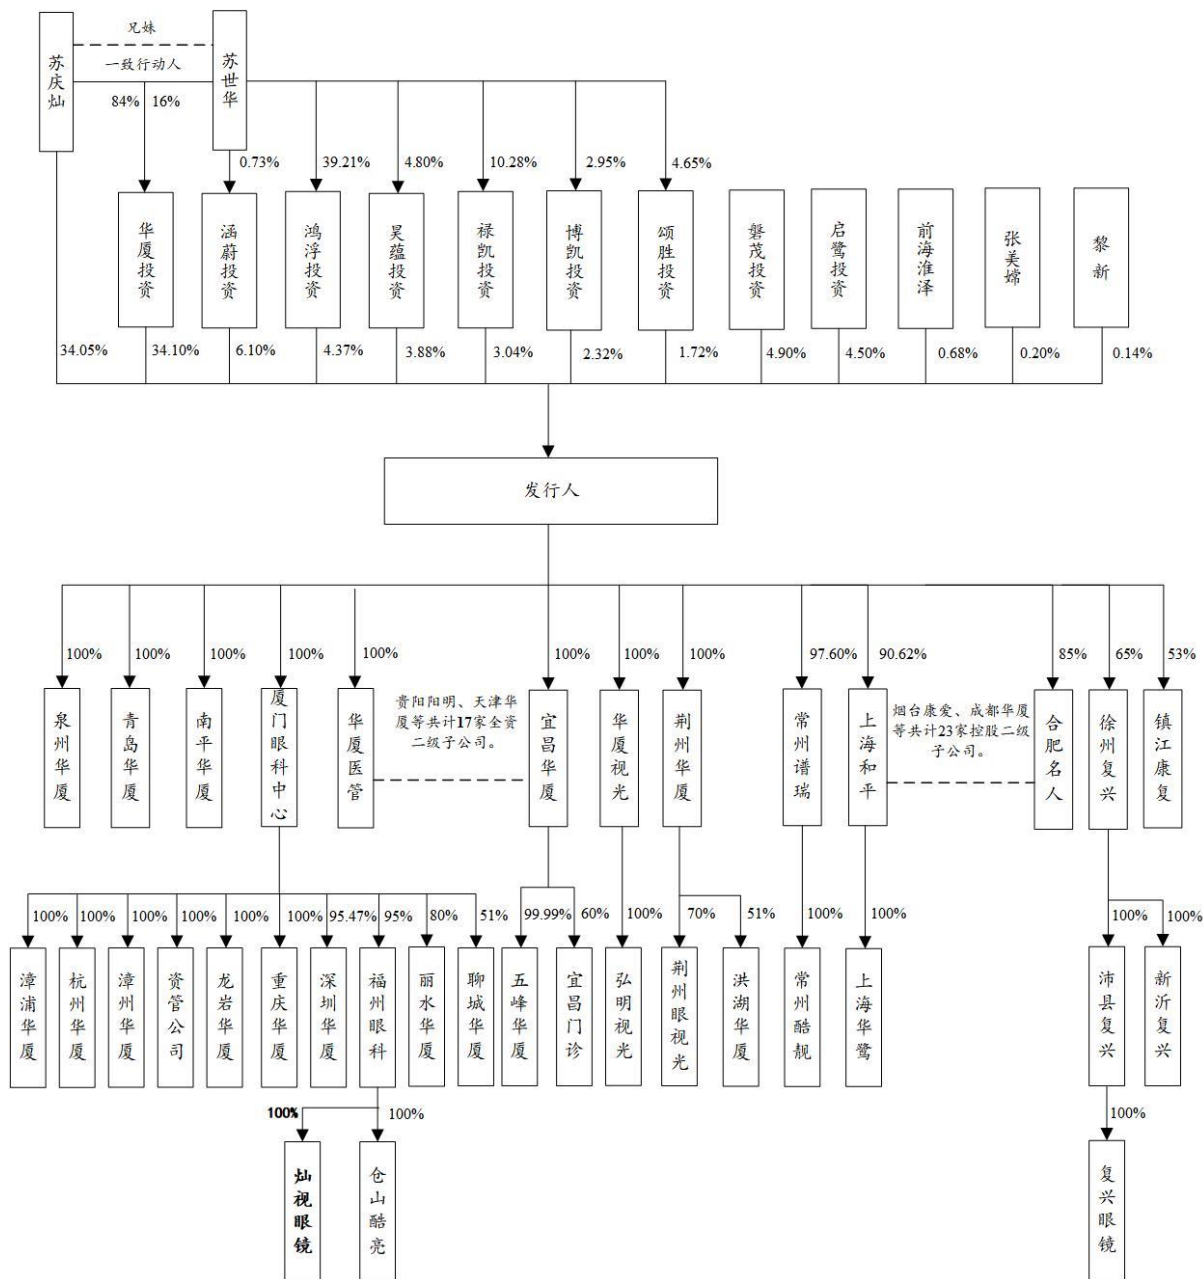 兄妹
苏庆灿
苏世华
一致行动人
84%
16%
0.73%
39.21%
4.80%
10.28%
2.95%
4.65%
华厦投资
涵蔚投资
鸿浮投资
昊蕴投资
禄凯投资
博凯投资
颂胜投资
磐茂投资
启鹭投资
前海淮泽
张美嫦
黎新
34.05%
34.10%
6.10%
4.37%
3.88%
3.04%
2.32%
1.72%
4.90%
4.50%
0.68%
0.20%
0.14%
发行人
100%
100%
100%
100%
100%
100%
100%
100%
97.60%
90.62%
85%
65%
53%
泉州华厦
青岛华厦
南平华厦
厦门眼科中心
华厦医管
贵阳阳明、天津华
厦等共计17家全资
二级子公司。
宜昌华厦
华厦视光
荆州华厦
常州谱瑞
上海和平
烟台康爱、成都华厦
等共计23家控股二级
子公司。
合肥名人
徐州复兴
镇江康复
100%
100%
100%
100%
100%
100%
95.47%
95%
80%
51%
99.99%
60%
100%
70%
51%
100%
100%
100%
100%
漳浦华厦
杭州华厦
漳州华厦
资管公司
龙岩华厦
重庆华厦
深圳华厦
福州眼科
丽水华厦
聊城华厦
五峰华厦
宜昌门诊
弘明视光
荆州眼视光
洪湖华厦
常州酷靓
上海华鹭
沛县复兴
新沂复兴
100%
100%
100%
灿视眼镜
仓山酷亮
复兴眼镜